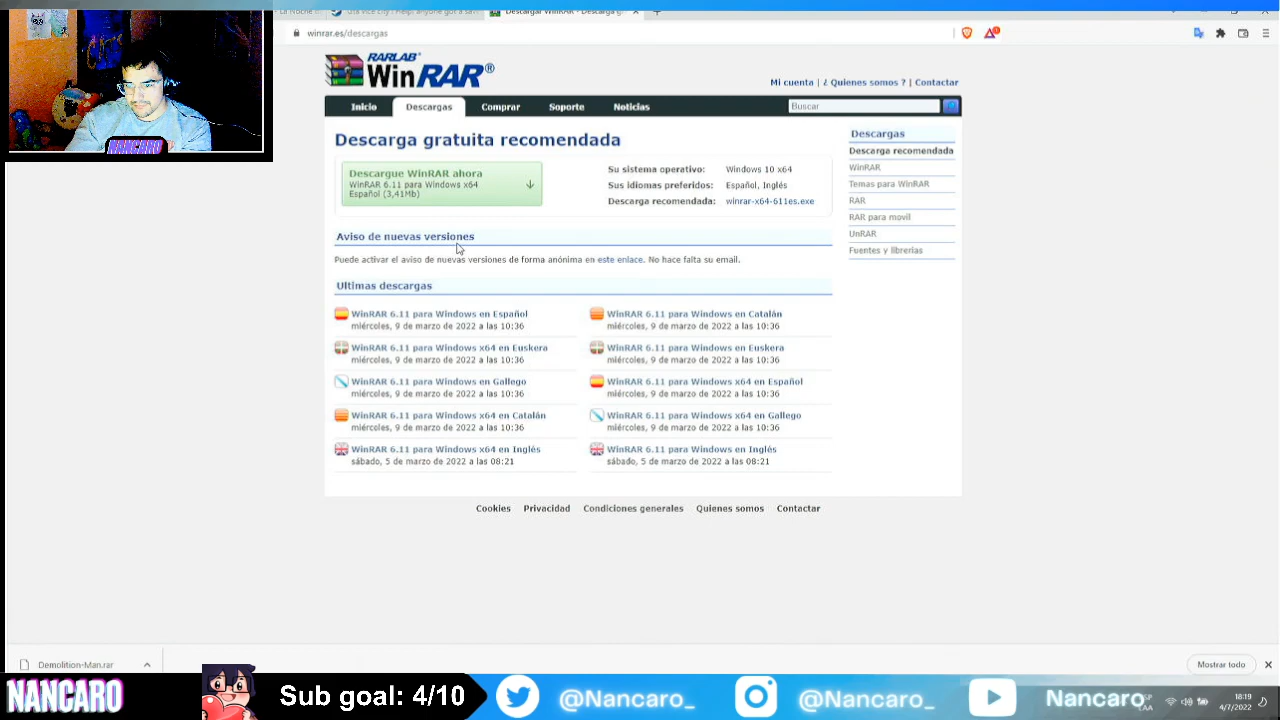 Descargar WinRAR - Descarga g
winrar.es/descargas
RARLAB®
WinRAR®
Mi cuenta | ¿ Quienes somos ? | Contactar
Inicio Descargas Comprar Soporte Noticias Buscar
NANCARO
Descarga gratuita recomendada
Descargue WinRAR ahora
WinRAR 6.11 para Windows x64
Español (3,41Mb)
Su sistema operativo: Windows 10 x64
Sus idiomas preferidos: Español, Inglés
Descarga recomendada: winrar-x64-611es.exe
Descargas
Descarga recomendada
WinRAR
Temas para WinRAR
RAR
RAR para movil
UnRAR
Fuentes y librerias
Aviso de nuevas versiones
Puede activar el aviso de nuevas versiones de forma anónima en este enlace. No hace falta su email.
Ultimas descargas
WinRAR 6.11 para Windows en Español
miércoles, 9 de marzo de 2022 a las 10:36
WinRAR 6.11 para Windows en Catalán
miércoles, 9 de marzo de 2022 a las 10:36
WinRAR 6.11 para Windows x64 en Euskera
miércoles, 9 de marzo de 2022 a las 10:36
WinRAR 6.11 para Windows en Euskera
miércoles, 9 de marzo de 2022 a las 10:36
WinRAR 6.11 para Windows en Gallego
miércoles, 9 de marzo de 2022 a las 10:36
WinRAR 6.11 para Windows x64 en Español
miércoles, 9 de marzo de 2022 a las 10:36
WinRAR 6.11 para Windows x64 en Catalán
miércoles, 9 de marzo de 2022 a las 10:36
WinRAR 6.11 para Windows x64 en Gallego
miércoles, 9 de marzo de 2022 a las 10:36
WinRAR 6.11 para Windows x64 en Inglés
sábado, 5 de marzo de 2022 a las 08:21
WinRAR 6.11 para Windows en Inglés
sábado, 5 de marzo de 2022 a las 08:21
Cookies Privacidad Condiciones generales Quienes somos Contactar
Demolition-Man.rar
Mostrar todo
NANCARO
Sub goal: 4/10
@Nancaro_
@Nancaro_
Nancaro
18:19
4/7/2022